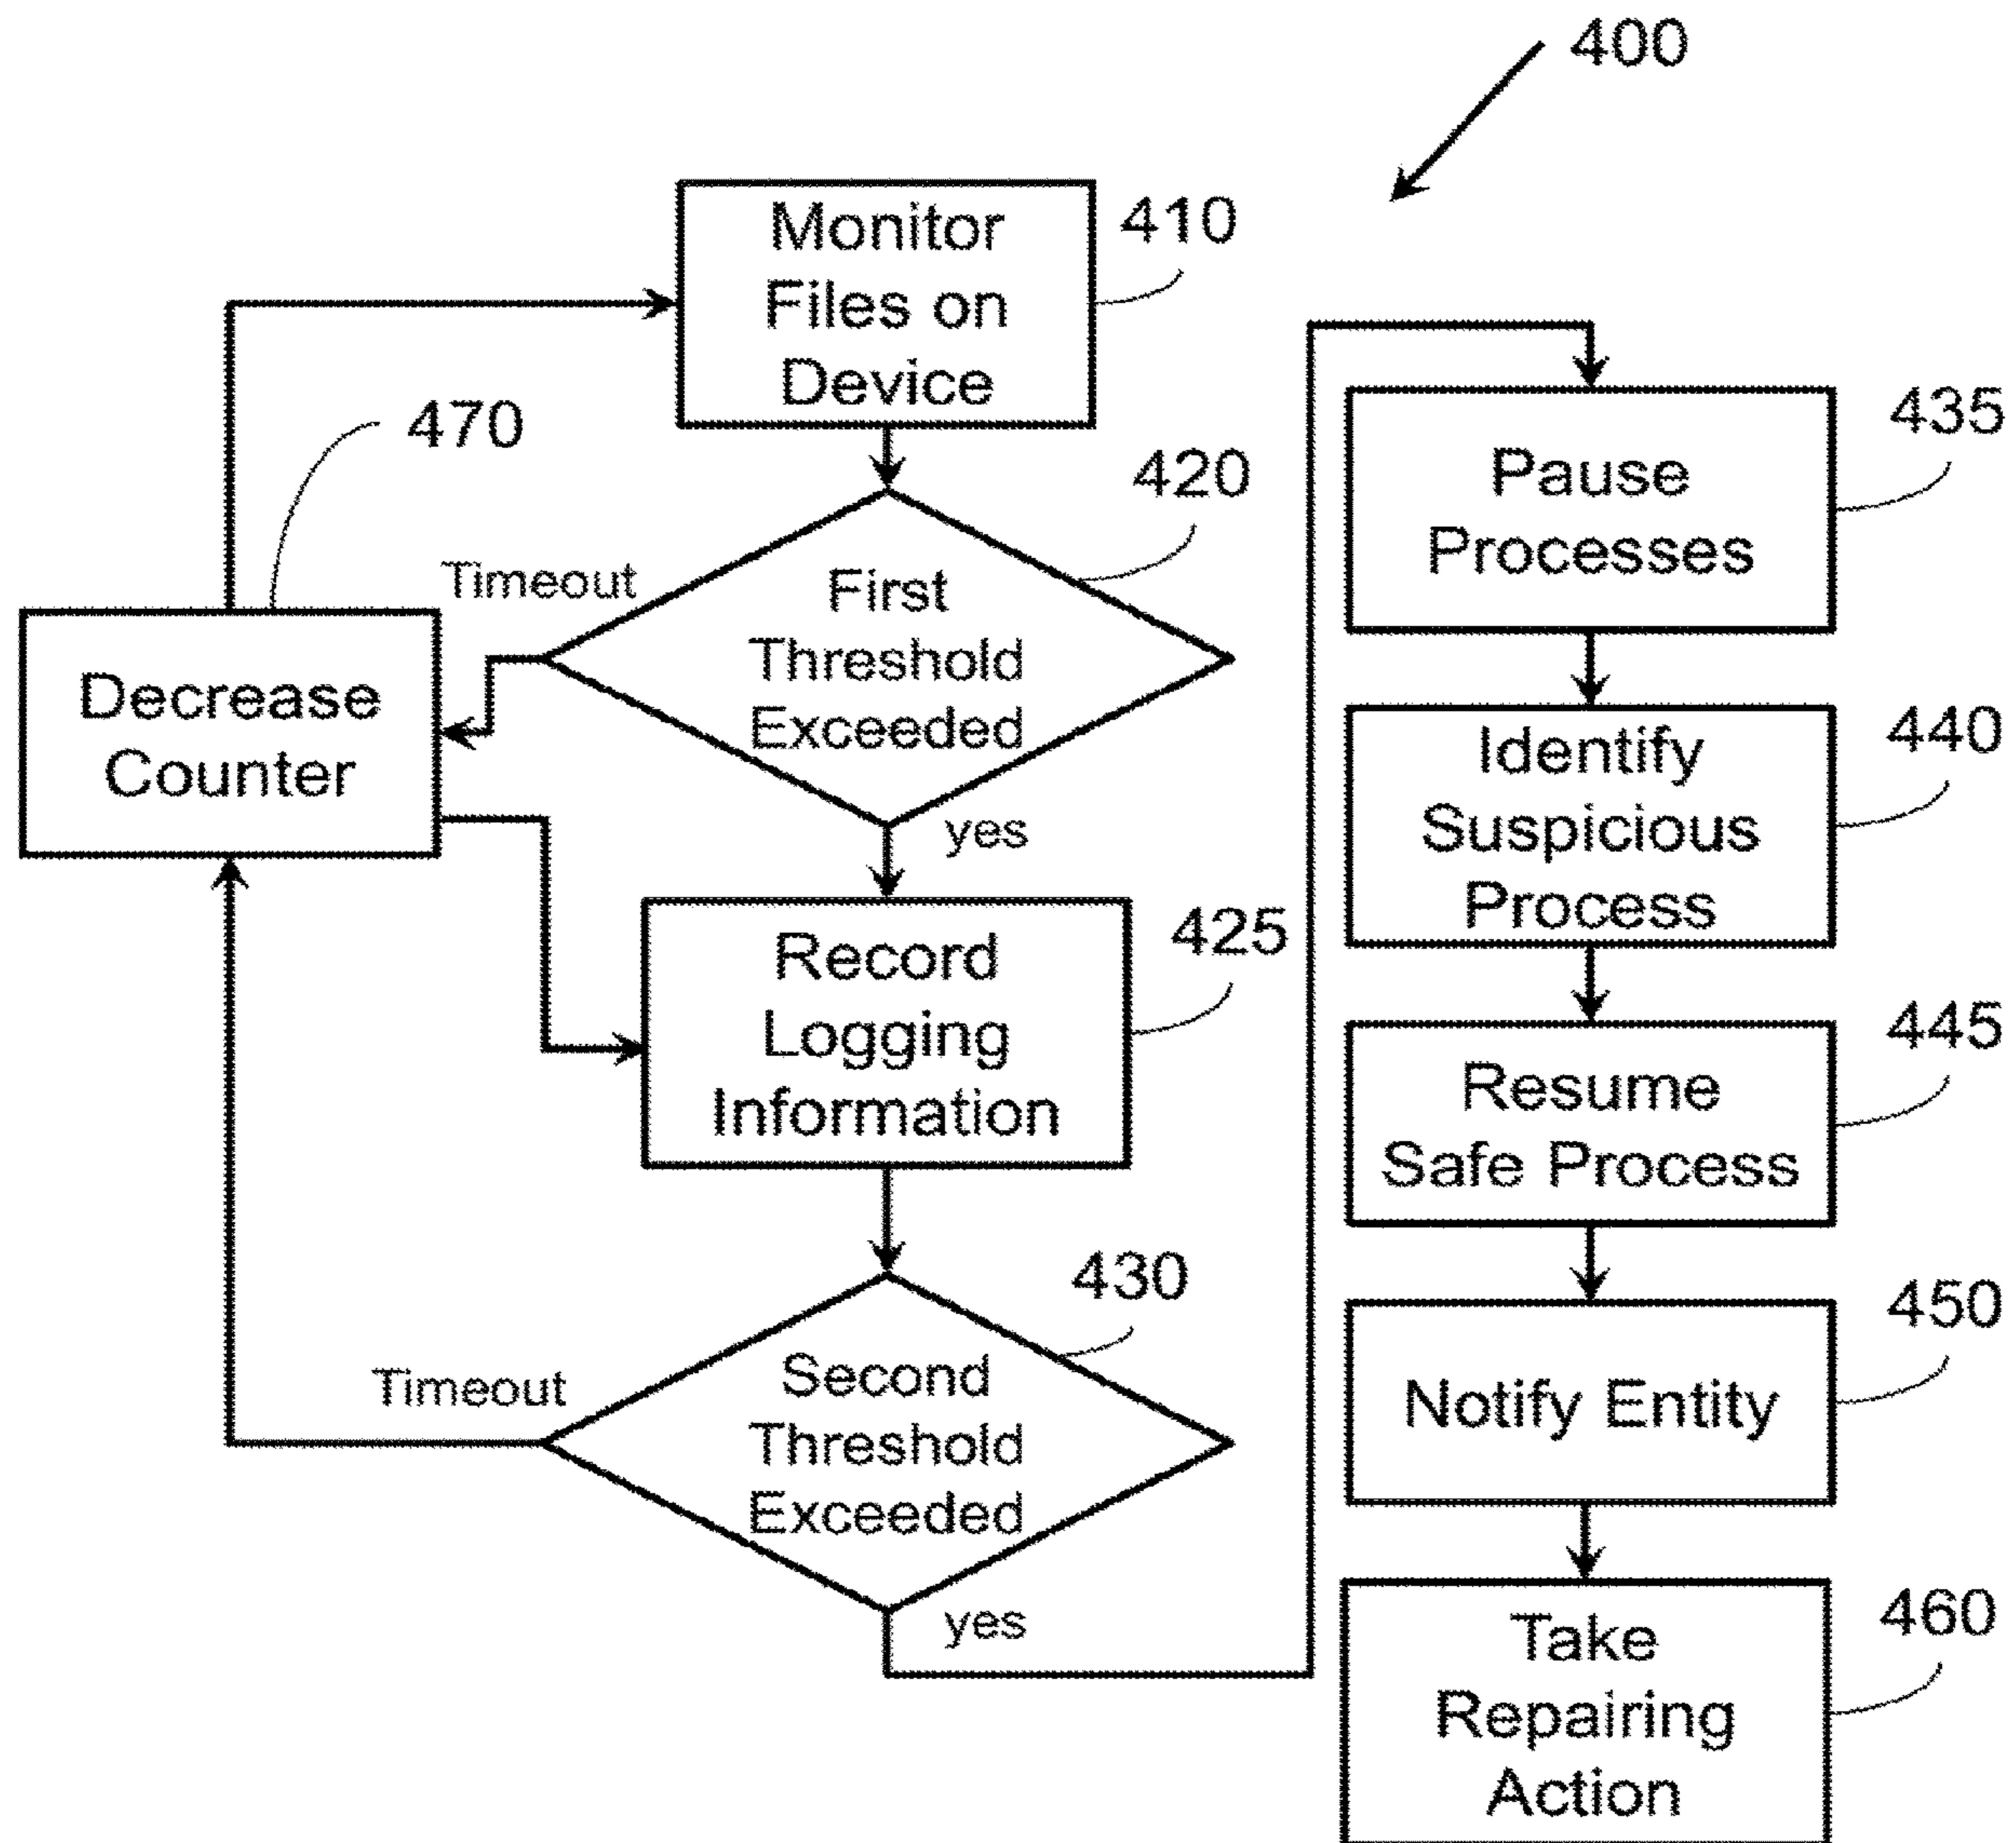 400
Monitor
Files on
Device
410
470
420
Timeout
First
Threshold
Exceeded
yes
Decrease
Counter
Record
Logging
Information
425
430
Timeout
Second
Threshold
Exceeded
yes
Pause
Processes
435
Identify
Suspicious
Process
440
Resume
Safe Process
445
Notify Entity
450
Take
Repairing
Action
460